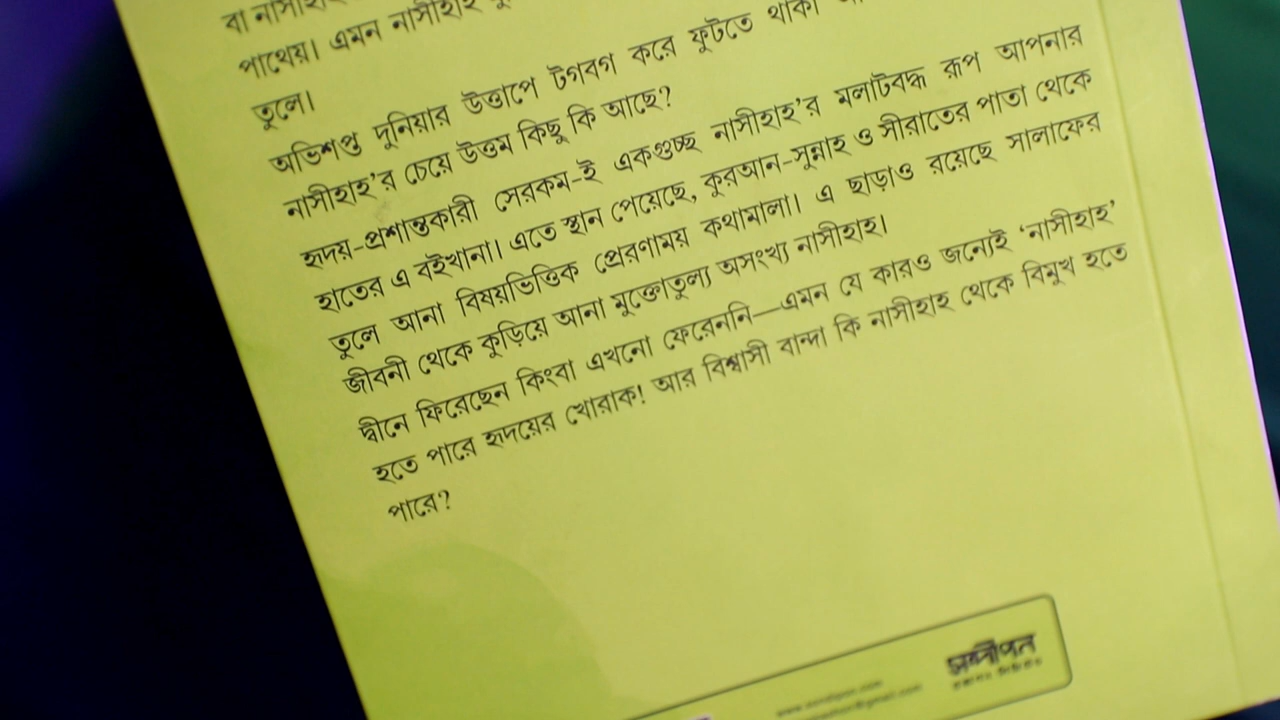 বা নাসীহাহ
পাথেয়। এমন নাসীহাহ
তুলে।
অভিশপ্ত দুনিয়ার উত্তাপে টগবগ করে ফুটতে থাকা
নাসীহাহ’র চেয়ে উত্তম কিছু কি আছে?
হৃদয়-প্রশান্তকারী সেরকম-ই একগুচ্ছ নাসীহাহ’র মলাটবদ্ধ রূপ আপনার
হাতের এ বইখানা। এতে স্থান পেয়েছে, কুরআন-সুন্নাহ ও সীরাতের পাতা থেকে
তুলে আনা বিষয়ভিত্তিক প্রেরণাময় কথামালা। এ ছাড়াও রয়েছে সালাফের
জীবনী থেকে কুড়িয়ে আনা মুক্তোতুল্য অসংখ্য নাসীহাহ।
দ্বীনে ফিরেছেন কিংবা এখনো ফেরেননি—এমন যে কারও জন্যেই ‘নাসীহাহ’
হতে পারে হৃদয়ের খোরাক! আর বিশ্বাসী বান্দা কি নাসীহাহ থেকে বিমুখ হতে
পারে?
সন্দীপন